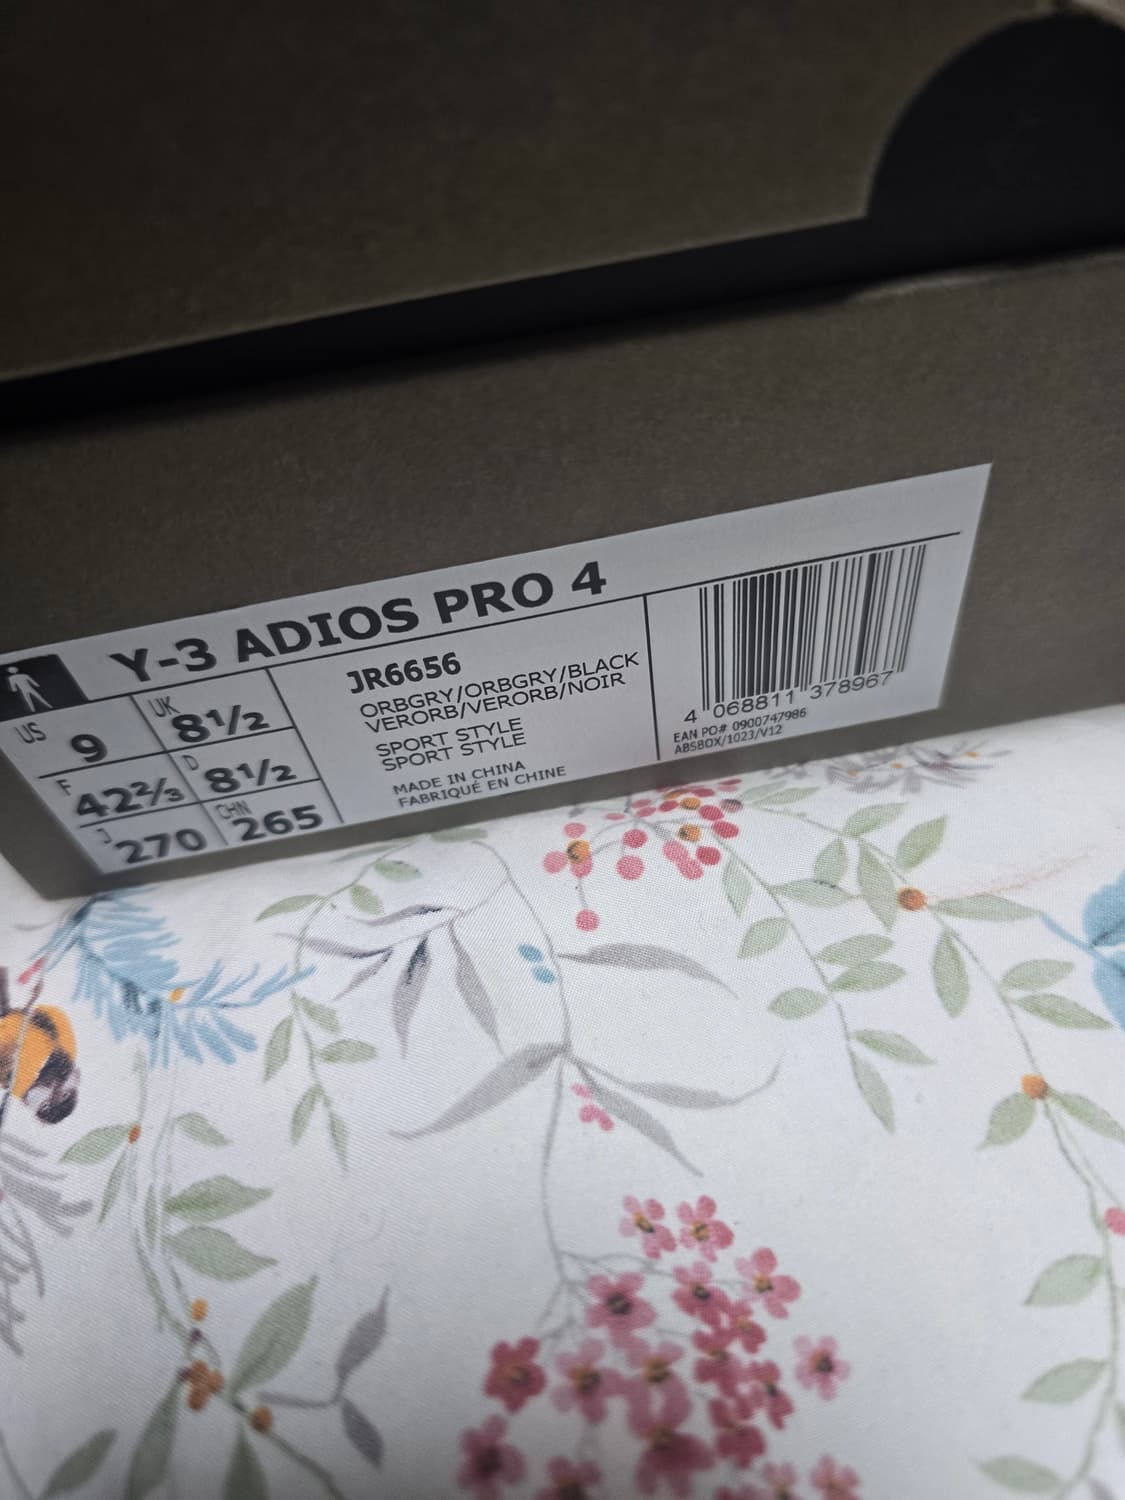 Y-3 ADIOS PRO 4
US 9
UK 8½
F 42⅔
D 8½
J 270
CHN 265
JR6656
ORBGRY/ORBGRY/BLACK
VERORB/VERORB/NOIR
SPORT STYLE
SPORT STYLE
MADE IN CHINA
FABRIQUÉ EN CHINE
4 068811 378967
EAN PO# 0900747986
ABSBOX/1023/V12